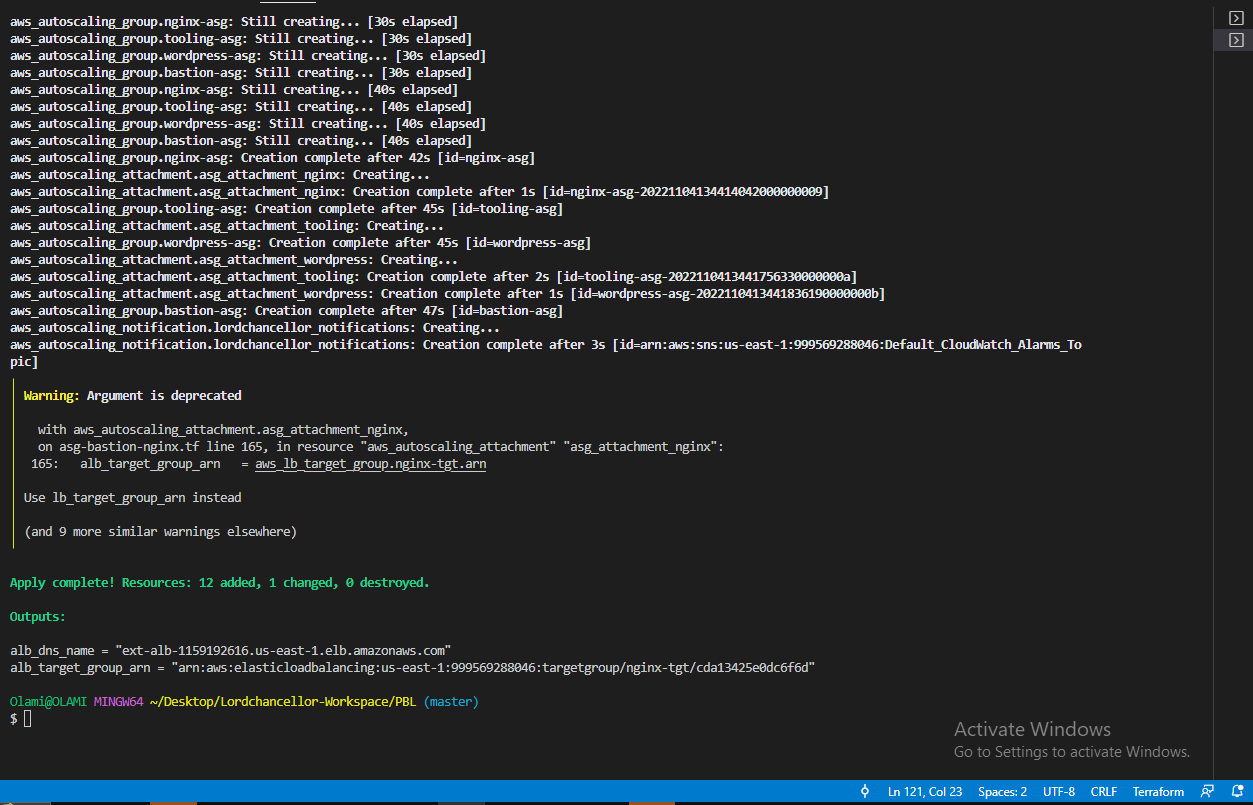 aws_autoscaling_group.nginx-asg: Still creating... [30s elapsed]
aws_autoscaling_group.tooling-asg: Still creating... [30s elapsed]
aws_autoscaling_group.wordpress-asg: Still creating... [30s elapsed]
aws_autoscaling_group.bastion-asg: Still creating... [30s elapsed]
aws_autoscaling_group.nginx-asg: Still creating... [40s elapsed]
aws_autoscaling_group.tooling-asg: Still creating... [40s elapsed]
aws_autoscaling_group.wordpress-asg: Still creating... [40s elapsed]
aws_autoscaling_group.bastion-asg: Still creating... [40s elapsed]
aws_autoscaling_group.nginx-asg: Creation complete after 42s [id=nginx-asg]
aws_autoscaling_attachment.asg_attachment_nginx: Creating...
aws_autoscaling_attachment.asg_attachment_nginx: Creation complete after 1s [id=nginx-asg-20221104134414042000000009]
aws_autoscaling_group.tooling-asg: Creation complete after 45s [id=tooling-asg]
aws_autoscaling_attachment.asg_attachment_tooling: Creating...
aws_autoscaling_group.wordpress-asg: Creation complete after 45s [id=wordpress-asg]
aws_autoscaling_attachment.asg_attachment_wordpress: Creating...
aws_autoscaling_attachment.asg_attachment_tooling: Creation complete after 2s [id=tooling-asg-2022110413441756330000000a]
aws_autoscaling_attachment.asg_attachment_wordpress: Creation complete after 1s [id=wordpress-asg-2022110413441836190000000b]
aws_autoscaling_group.bastion-asg: Creation complete after 47s [id=bastion-asg]
aws_autoscaling_notification.lordchancellor_notifications: Creating...
aws_autoscaling_notification.lordchancellor_notifications: Creation complete after 3s [id=arn:aws:sns:us-east-1:999569288046:Default_CloudWatch_Alarms_To
pic]
Warning: Argument is deprecated
with aws_autoscaling_attachment.asg_attachment_nginx,
on asg-bastion-nginx.tf line 165, in resource "aws_autoscaling_attachment" "asg_attachment_nginx":
165:   alb_target_group_arn   = aws_lb_target_group.nginx-tgt.arn
Use lb_target_group_arn instead
(and 9 more similar warnings elsewhere)
Apply complete! Resources: 12 added, 1 changed, 0 destroyed.
Outputs:
alb_dns_name = "ext-alb-1159192616.us-east-1.elb.amazonaws.com"
alb_target_group_arn = "arn:aws:elasticloadbalancing:us-east-1:999569288046:targetgroup/nginx-tgt/cda13425e0dc6f6d"
Olami@OLAMI MINGW64 ~/Desktop/Lordchancellor-Workspace/PBL (master)
$
Activate Windows
Go to Settings to activate Windows.
Ln 121, Col 23 Spaces: 2 UTF-8 CRLF Terraform